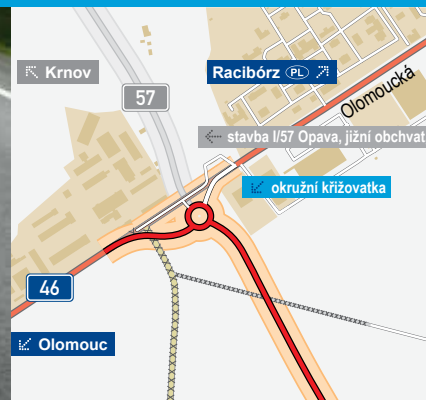 Krnov
Racibórz PL
57
Olomoucká
stavba I/57 Opava, jižní obchvat
okružní křižovatka
46
Olomouc